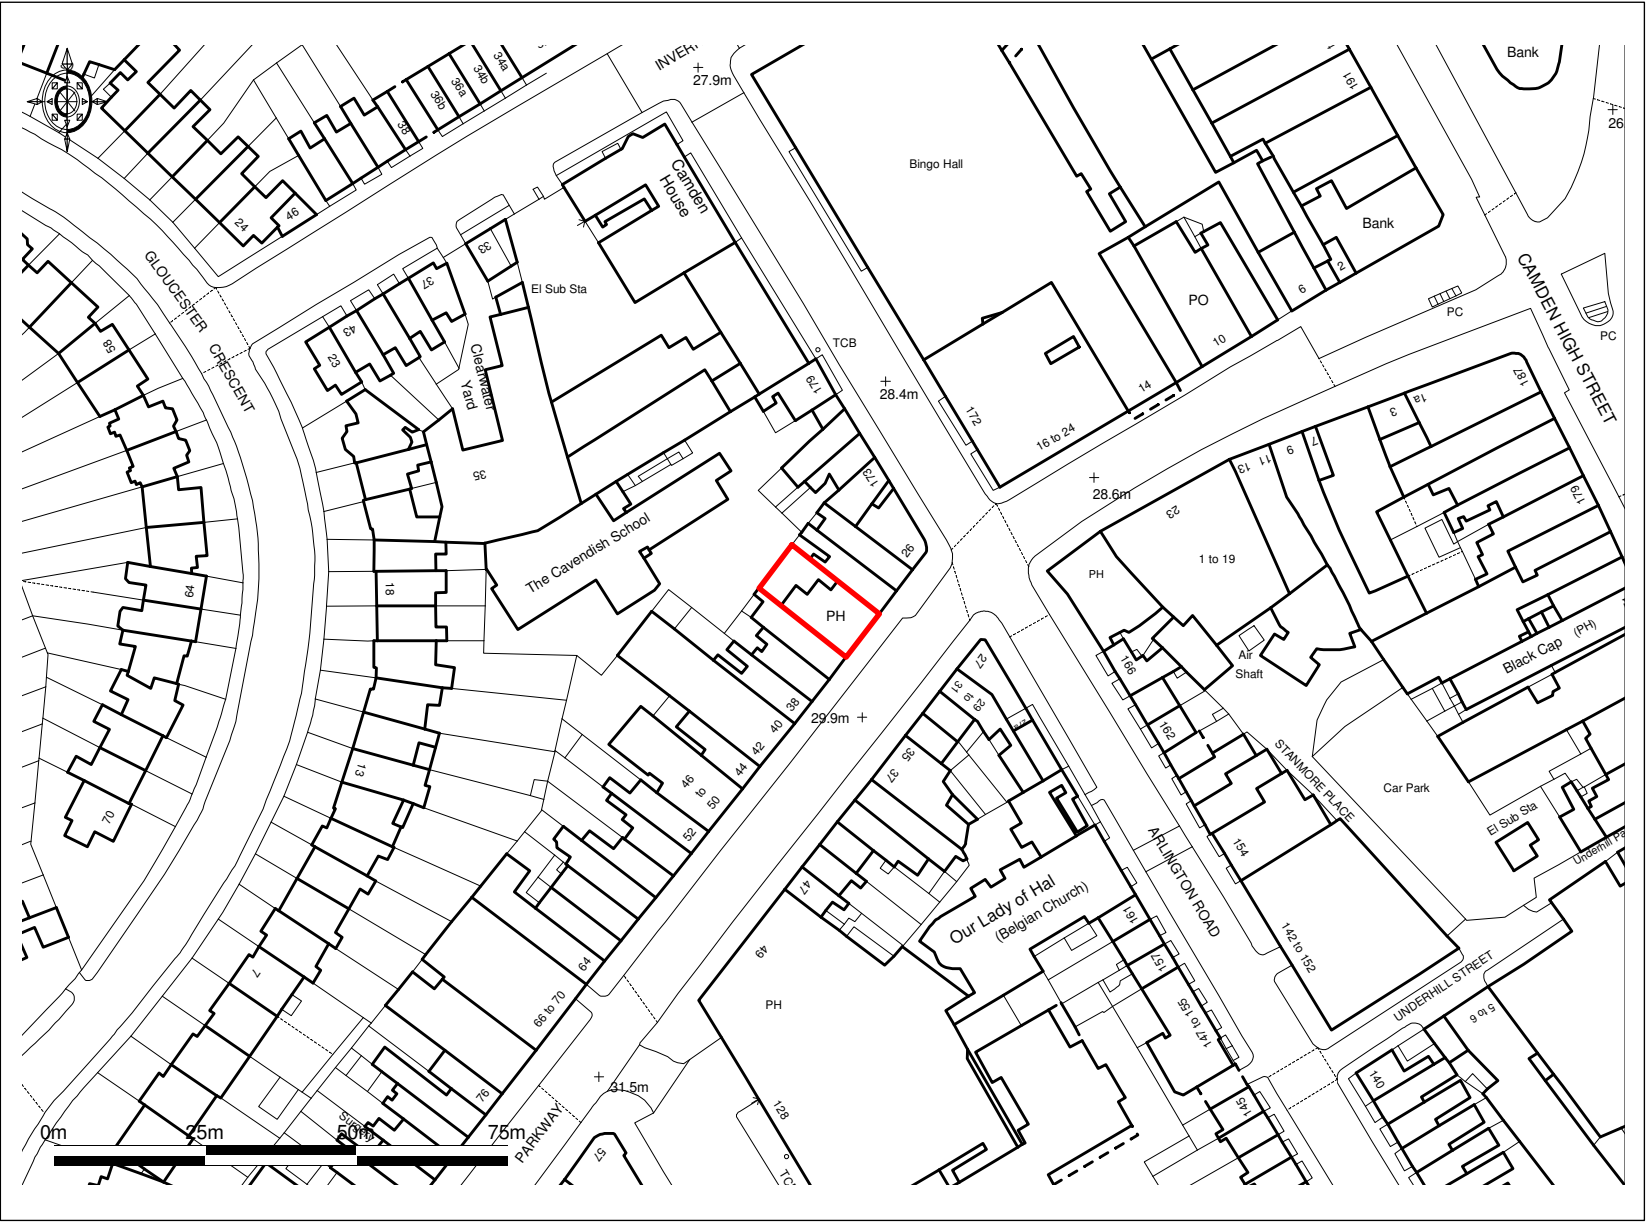 INVER
27.9m
34a
34b
36a
36b
38
24
46
Camden
House
33
37
El Sub Sta
43
23
Clearwater
Yard
35
GLOUCESTER
CRESCENT
58
64
70
18
13
7
The Cavendish School
TCB
179
28.4m
173
26
PH
38
40
42
44
46
to
50
52
64
66 to 70
76
29.9m
31.5m
PARKWAY
Bingo Hall
172
16 to 24
14
10
PO
6
2
Bank
191
Bank
26
CAMDEN HIGH STREET
PC
PC
187
1a
3
7
9
11
13
23
28.6m
1 to 19
PH
179
Black Cap
(PH)
Air
Shaft
166
162
154
STANMORE PLACE
Car Park
El Sub Sta
Underhill Pa
27
29
to
31
35
37
47
49
PH
Our Lady of Hal
(Belgian Church)
ARLINGTON ROAD
161
157
147 to 155
145
142 to 152
UNDERHILL STREET
5 to 6
140
128
57
0m
25m
50m
75m